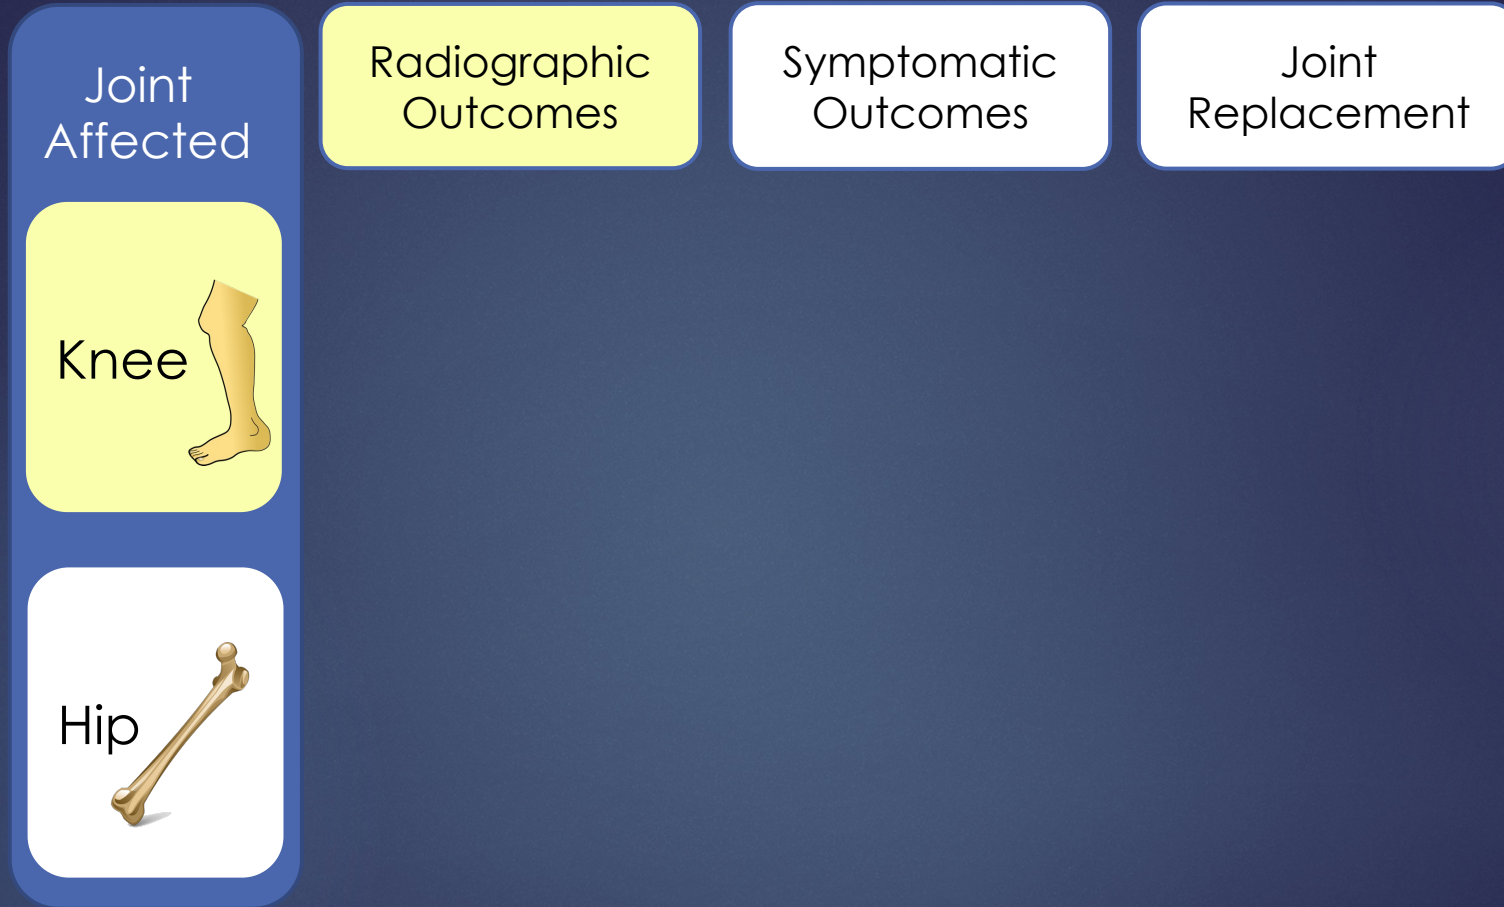 Joint
Affected
Radiographic
Outcomes
Symptomatic
Outcomes
Joint
Replacement
Knee
Hip